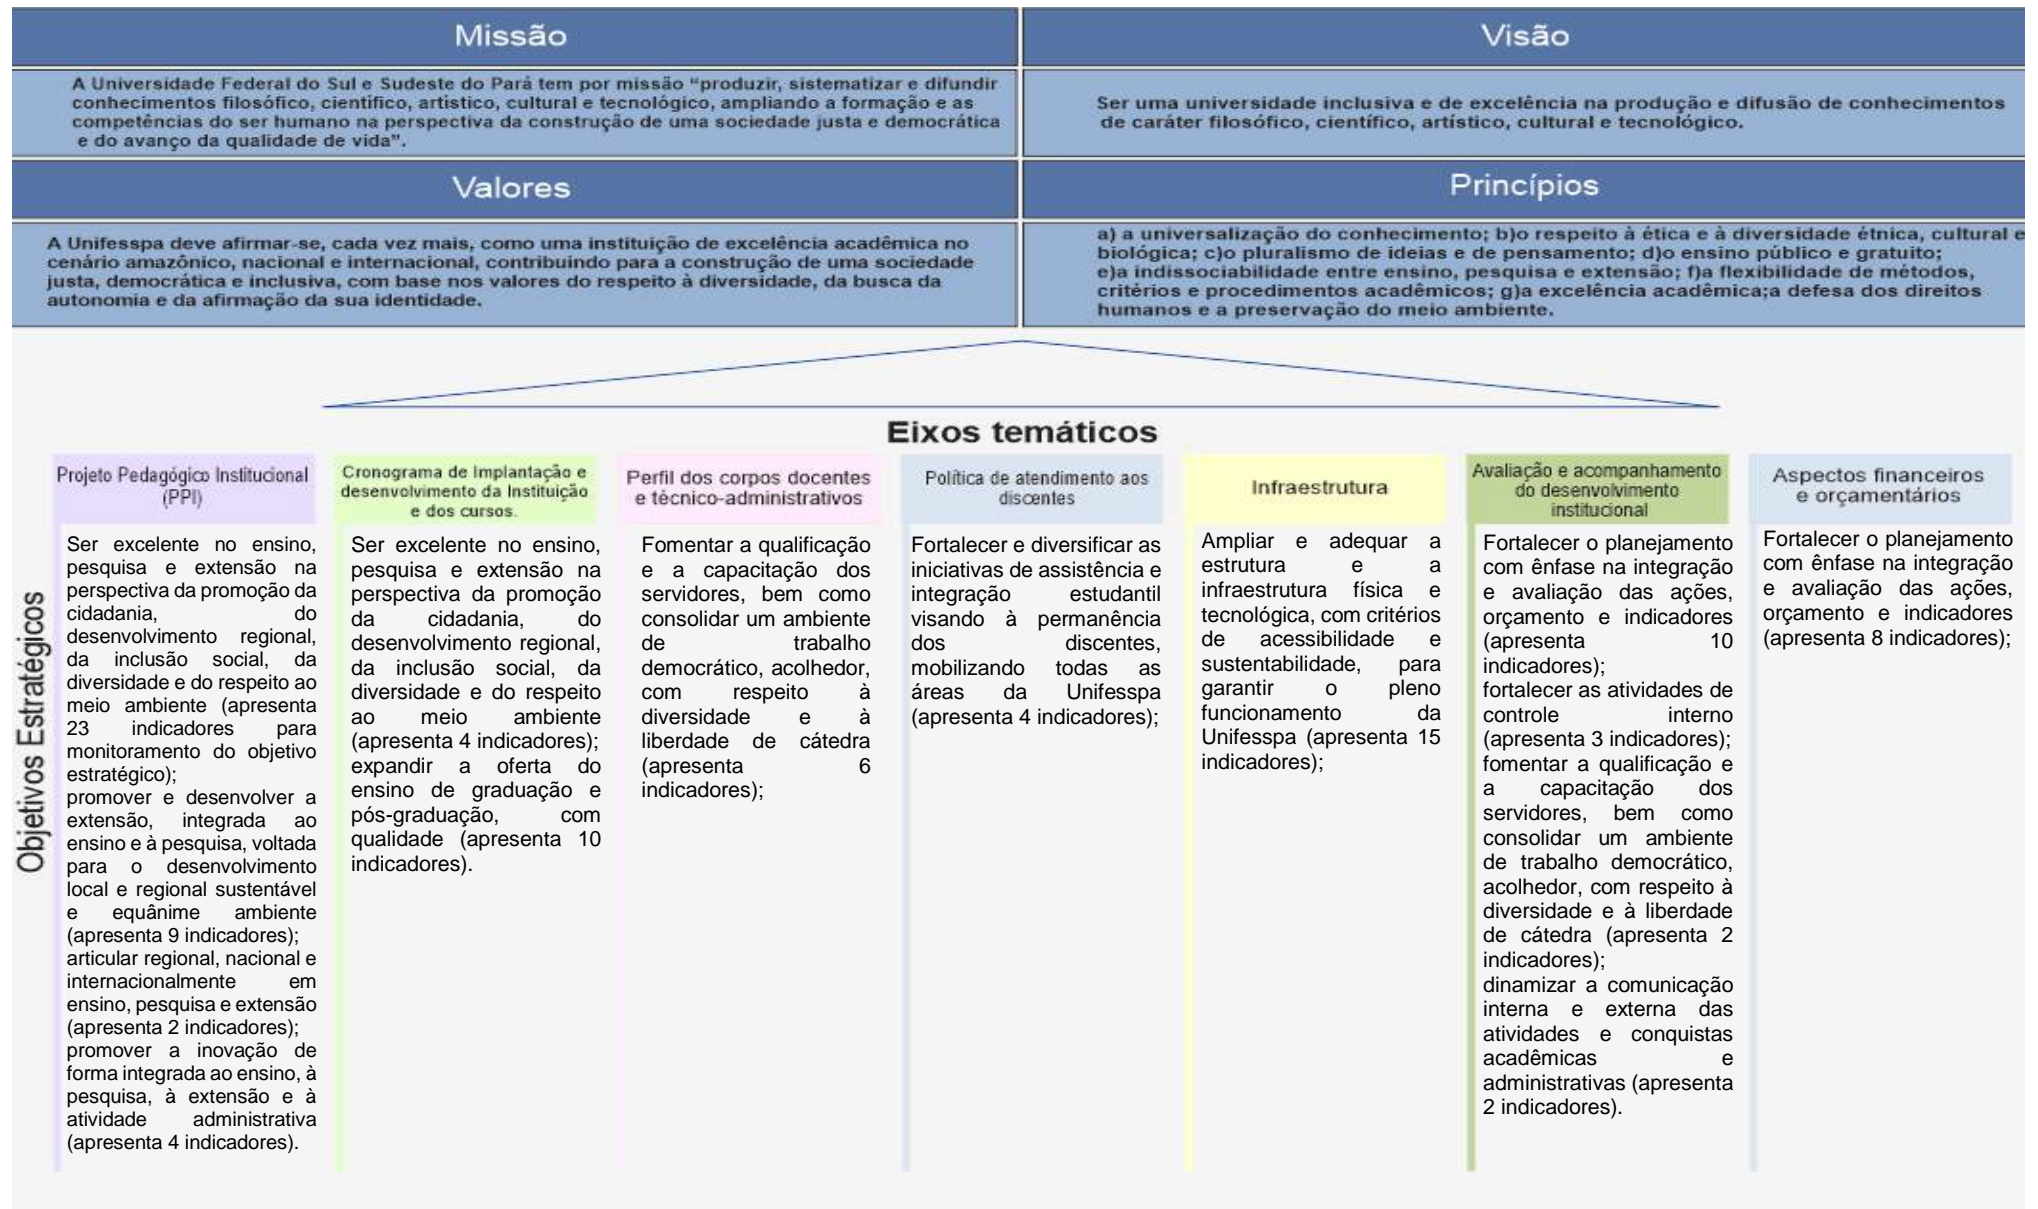 Missão
A Universidade Federal do Sul e Sudeste do Pará tem por missão “produzir, sistematizar e difundir
conhecimentos filosófico, científico, artístico, cultural e tecnológico, ampliando a formação e as
competências do ser humano na perspectiva da construção de uma sociedade justa e democrática
e do avanço da qualidade de vida”.
Visão
Ser uma universidade inclusiva e de excelência na produção e difusão de conhecimentos
de caráter filosófico, científico, artístico, cultural e tecnológico.
Valores
A Unifesspa deve afirmar-se, cada vez mais, como uma instituição de excelência acadêmica no
cenário amazônico, nacional e internacional, contribuindo para a construção de uma sociedade
justa, democrática e inclusiva, com base nos valores do respeito à diversidade, da busca da
autonomia e da afirmação da sua identidade.
Princípios
a) a universalização do conhecimento; b)o respeito à ética e à diversidade étnica, cultural e
biológica; c)o pluralismo de ideias e de pensamento; d)o ensino público e gratuito;
e)a indissociabilidade entre ensino, pesquisa e extensão; f)a flexibilidade de métodos,
critérios e procedimentos acadêmicos; g)a excelência acadêmica;a defesa dos direitos
humanos e a preservação do meio ambiente.
Eixos temáticos
Objetivos Estratégicos
Projeto Pedagógico Institucional
(PPI)
Ser excelente no ensino,
pesquisa e extensão na
perspectiva da promoção da
cidadania, do
desenvolvimento regional,
da inclusão social, da
diversidade e do respeito ao
meio ambiente (apresenta
23 indicadores para
monitoramento do objetivo
estratégico);
promover e desenvolver a
extensão, integrada ao
ensino e à pesquisa, voltada
para o desenvolvimento
local e regional sustentável
e equânime ambiente
(apresenta 9 indicadores);
articular regional, nacional e
internacionalmente em
ensino, pesquisa e extensão
(apresenta 2 indicadores);
promover a inovação de
forma integrada ao ensino, à
pesquisa, à extensão e à
atividade administrativa
(apresenta 4 indicadores).
Cronograma de Implantação e
desenvolvimento da Instituição
e dos cursos.
Ser excelente no ensino,
pesquisa e extensão na
perspectiva da promoção
da cidadania, do
desenvolvimento regional,
da inclusão social, da
diversidade e do respeito
ao meio ambiente
(apresenta 4 indicadores);
expandir a oferta do
ensino de graduação e
pós-graduação, com
qualidade (apresenta 10
indicadores).
Perfil dos corpos docentes
e técnico-administrativos
Fomentar a qualificação
e a capacitação dos
servidores, bem como
consolidar um ambiente
de trabalho
democrático, acolhedor,
com respeito à
diversidade e à
liberdade de cátedra
(apresenta 6
indicadores);
Política de atendimento aos
discentes
Fortalecer e diversificar as
iniciativas de assistência e
integração estudantil
visando à permanência
dos discentes,
mobilizando todas as
áreas da Unifesspa
(apresenta 4 indicadores);
Infraestrutura
Ampliar e adequar a
estrutura e a
infraestrutura física e
tecnológica, com critérios
de acessibilidade e
sustentabilidade, para
garantir o pleno
funcionamento da
Unifesspa (apresenta 15
indicadores);
Avaliação e acompanhamento
do desenvolvimento
institucional
Fortalecer o planejamento
com ênfase na integração
e avaliação das ações,
orçamento e indicadores
(apresenta 10
indicadores);
fortalecer as atividades de
controle interno
(apresenta 3 indicadores);
fomentar a qualificação e
a capacitação dos
servidores, bem como
consolidar um ambiente
de trabalho democrático,
acolhedor, com respeito à
diversidade e à liberdade
de cátedra (apresenta 2
indicadores);
dinamizar a comunicação
interna e externa das
atividades e conquistas
acadêmicas e
administrativas (apresenta
2 indicadores).
Aspectos financeiros
e orçamentários
Fortalecer o planejamento
com ênfase na integração
e avaliação das ações,
orçamento e indicadores
(apresenta 8 indicadores);